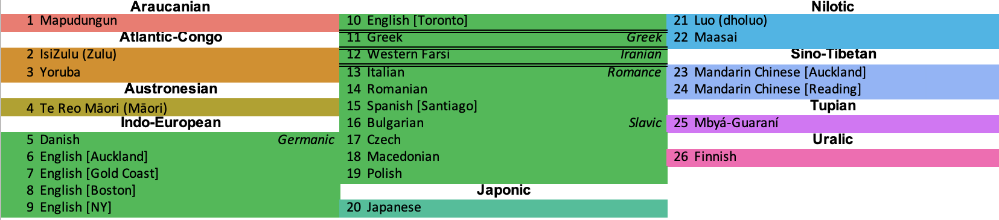 Araucanian
1 Mapudungun
Atlantic-Congo
2 IsiZulu (Zulu)
3 Yoruba
Austronesian
4 Te Reo Māori (Māori)
Indo-European
5 Danish Germanic
6 English [Auckland]
7 English [Gold Coast]
8 English [Boston]
9 English [NY]
10 English [Toronto]
11 Greek Greek
12 Western Farsi Iranian
13 Italian Romance
14 Romanian
15 Spanish [Santiago]
16 Bulgarian Slavic
17 Czech
18 Macedonian
19 Polish
Japonic
20 Japanese
Nilotic
21 Luo (dholuo)
22 Maasai
Sino-Tibetan
23 Mandarin Chinese [Auckland]
24 Mandarin Chinese [Reading]
Tupian
25 Mbyá-Guaraní
Uralic
26 Finnish